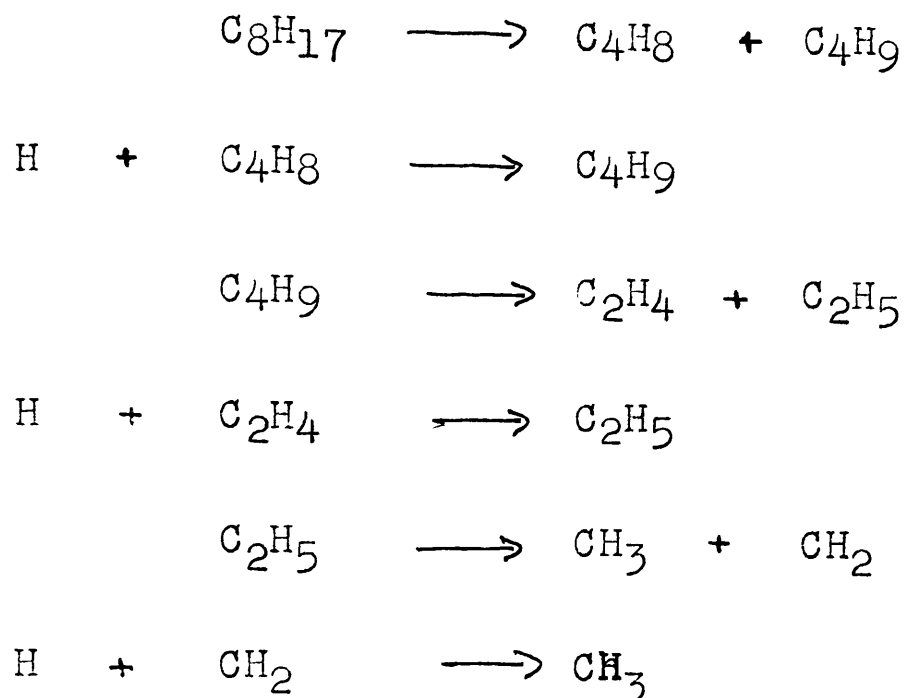 C₈H₁₇ ⟶ C₄H₈ + C₄H₉
H + C₄H₈ ⟶ C₄H₉
C₄H₉ ⟶ C₂H₄ + C₂H₅
H + C₂H₄ ⟶ C₂H₅
C₂H₅ ⟶ CH₃ + CH₂
H + CH₂ ⟶ CH₃